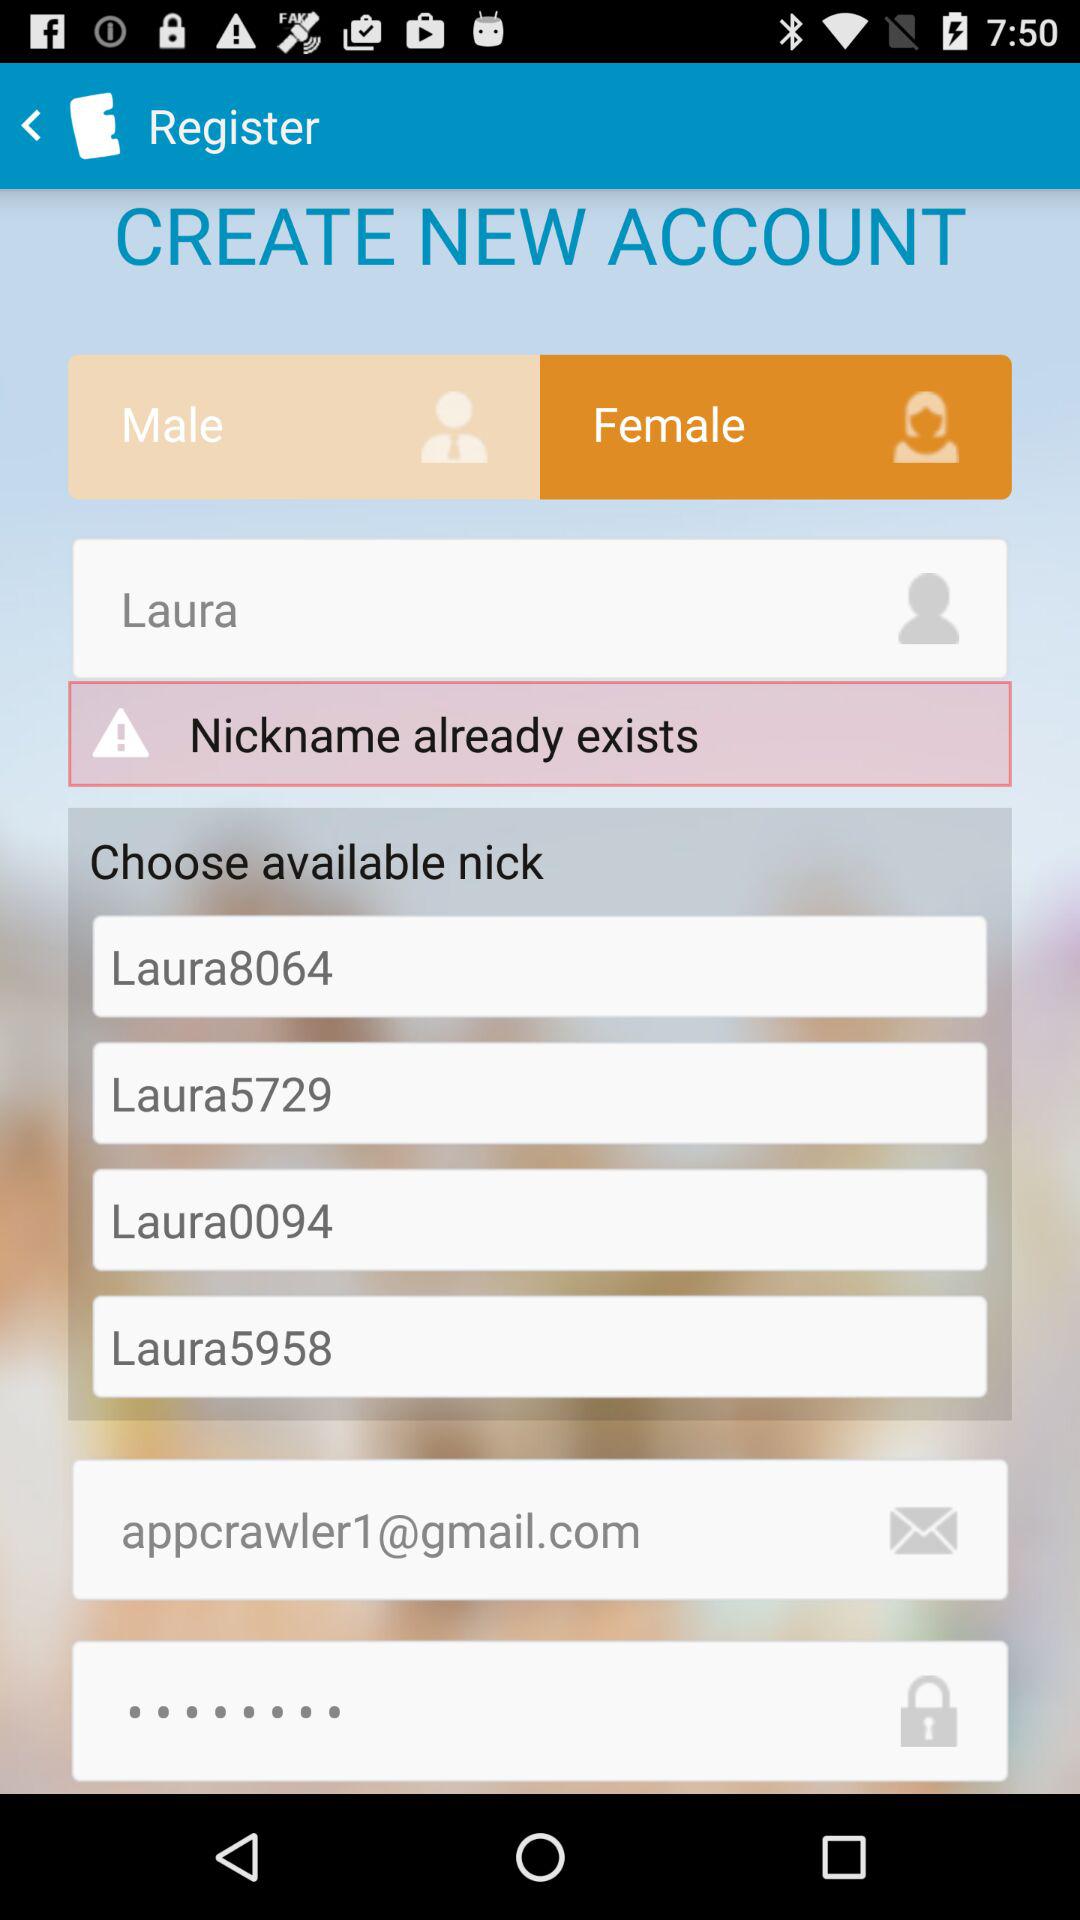 FAKE
7:50
Register
CREATE NEW ACCOUNT
Male
Female
Laura
Nickname already exists
Choose available nick
Laura8064
Laura5729
Laura0094
Laura5958
appcrawler1@gmail.com